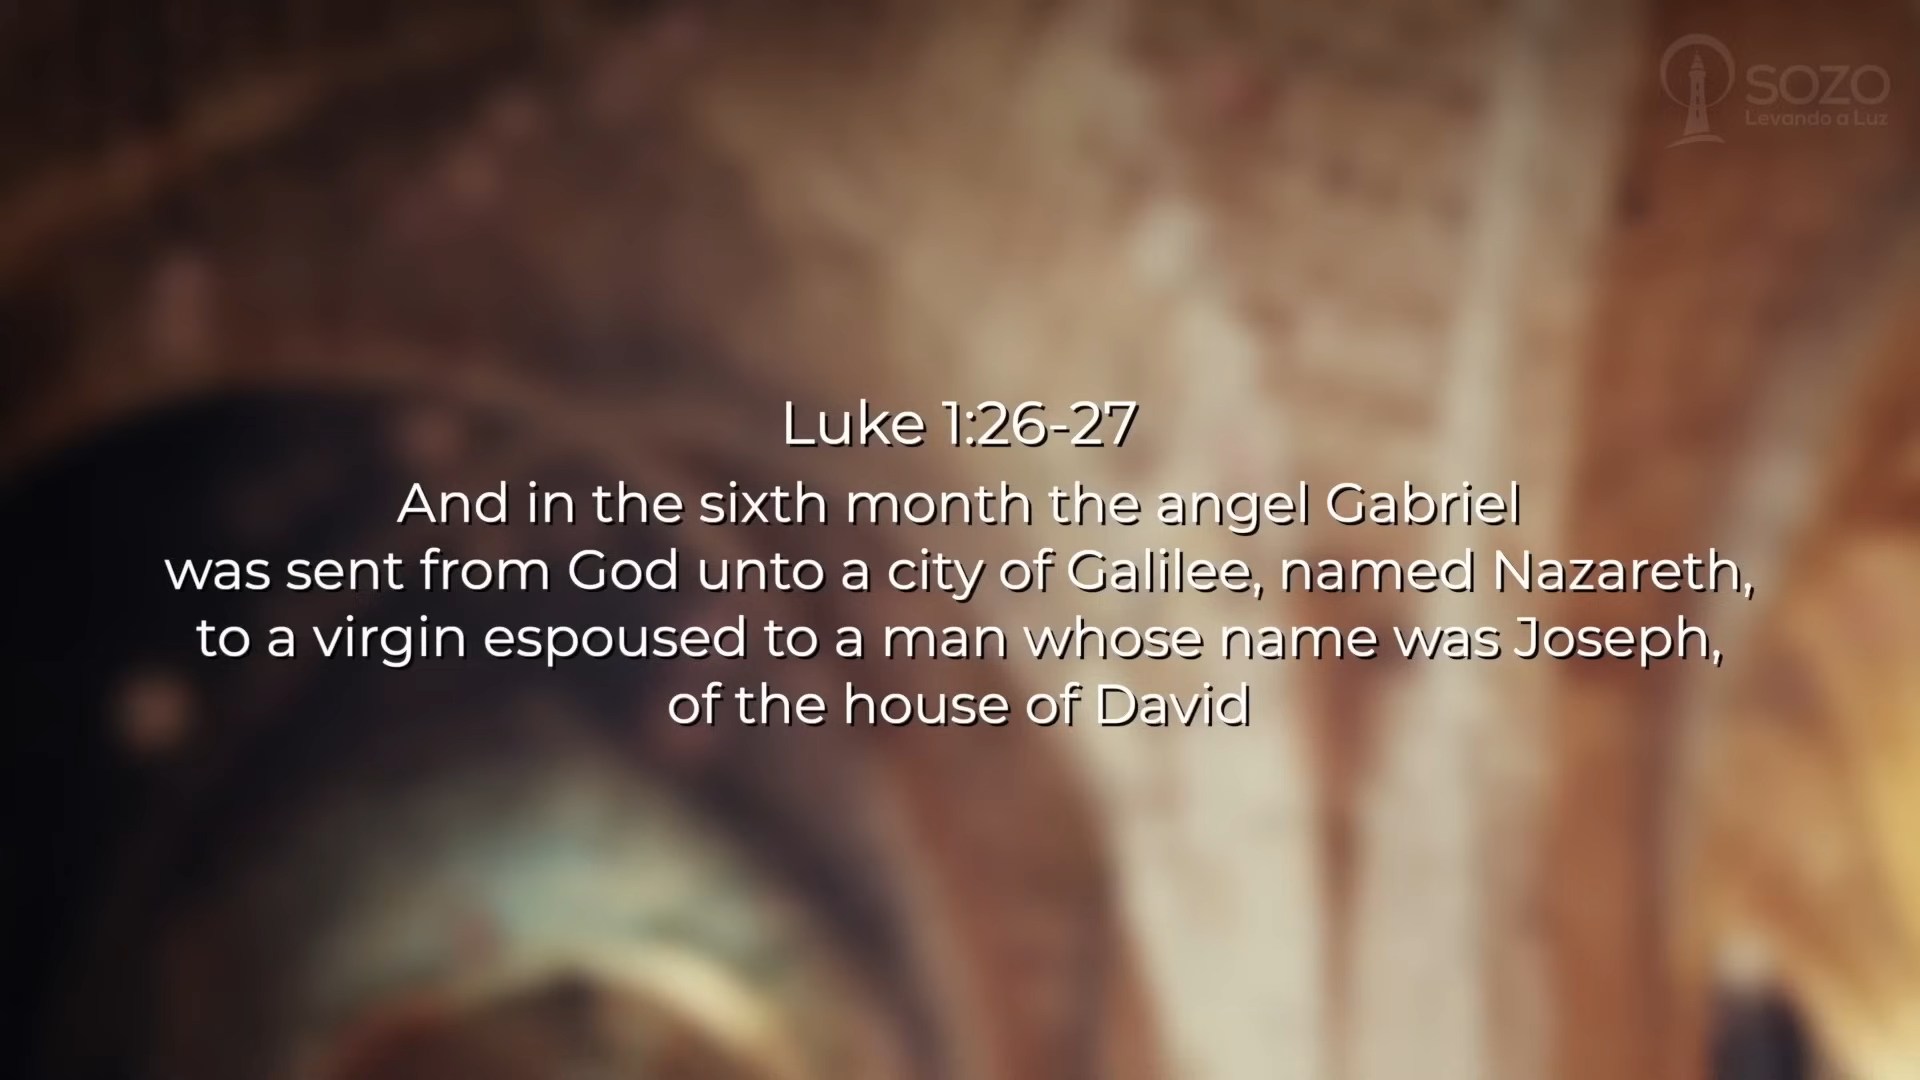 SOZO
Levando a Luz
Luke 1:26-27
And in the sixth month the angel Gabriel
was sent from God unto a city of Galilee, named Nazareth,
to a virgin espoused to a man whose name was Joseph,
of the house of David